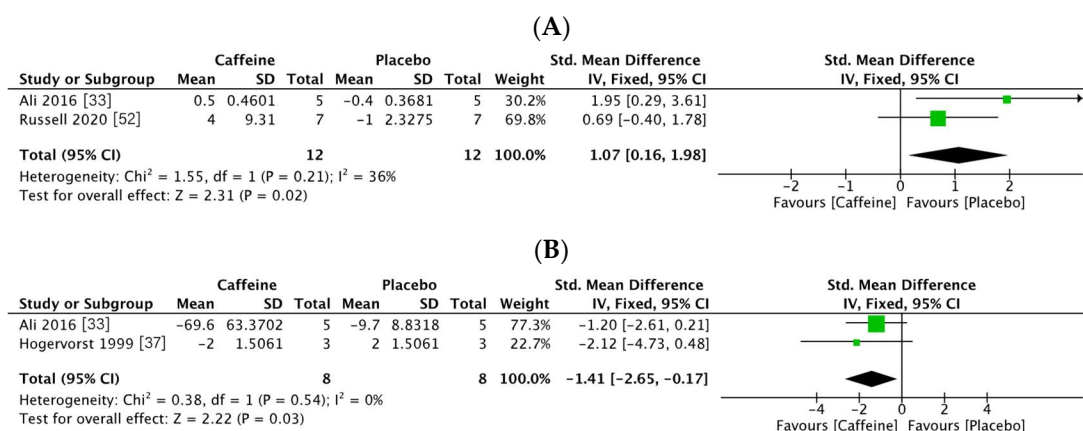 (A)
Caffeine Placebo Std. Mean Difference Std. Mean Difference
Study or Subgroup Mean SD Total Mean SD Total Weight IV, Fixed, 95% CI IV, Fixed, 95% CI
Ali 2016 [33] 0.5 0.4601 5 −0.4 0.3681 5 30.2% 1.95 [0.29, 3.61]
Russell 2020 [52] 4 9.31 7 −1 2.3275 7 69.8% 0.69 [−0.40, 1.78]
Total (95% CI) 12 12 100.0% 1.07 [0.16, 1.98]
Heterogeneity: Chi² = 1.55, df = 1 (P = 0.21); I² = 36%
Test for overall effect: Z = 2.31 (P = 0.02)
−2 −1 0 1 2
Favours [Caffeine] Favours [Placebo]
(B)
Caffeine Placebo Std. Mean Difference Std. Mean Difference
Study or Subgroup Mean SD Total Mean SD Total Weight IV, Fixed, 95% CI IV, Fixed, 95% CI
Ali 2016 [33] −69.6 63.3702 5 −9.7 8.8318 5 77.3% −1.20 [−2.61, 0.21]
Hogervorst 1999 [37] −2 1.5061 3 2 1.5061 3 22.7% −2.12 [−4.73, 0.48]
Total (95% CI) 8 8 100.0% −1.41 [−2.65, −0.17]
Heterogeneity: Chi² = 0.38, df = 1 (P = 0.54); I² = 0%
Test for overall effect: Z = 2.22 (P = 0.03)
−4 −2 0 2 4
Favours [Caffeine] Favours [Placebo]